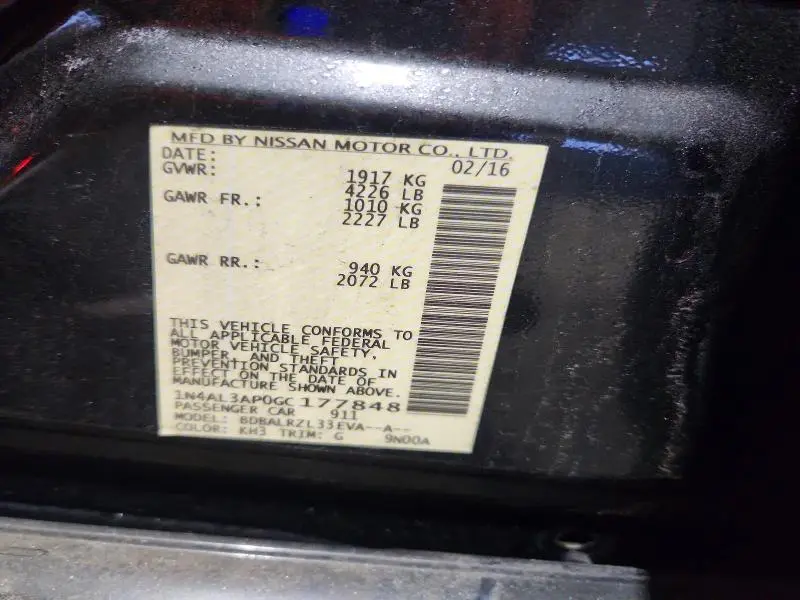 MFD BY NISSAN MOTOR CO., LTD.
DATE: 02/16
GVWR: 1917 KG
4226 LB
GAWR FR.: 1010 KG
2227 LB
GAWR RR.: 940 KG
2072 LB
THIS VEHICLE CONFORMS TO
ALL APPLICABLE FEDERAL
MOTOR VEHICLE SAFETY,
BUMPER, AND THEFT
PREVENTION STANDARDS IN
EFFECT ON THE DATE OF
MANUFACTURE SHOWN ABOVE.
1N4AL3AP0GC177848
PASSENGER CAR 911
MODEL: BDBALRZL33EVA--A--
COLOR: KH3 TRIM: G 9N00A